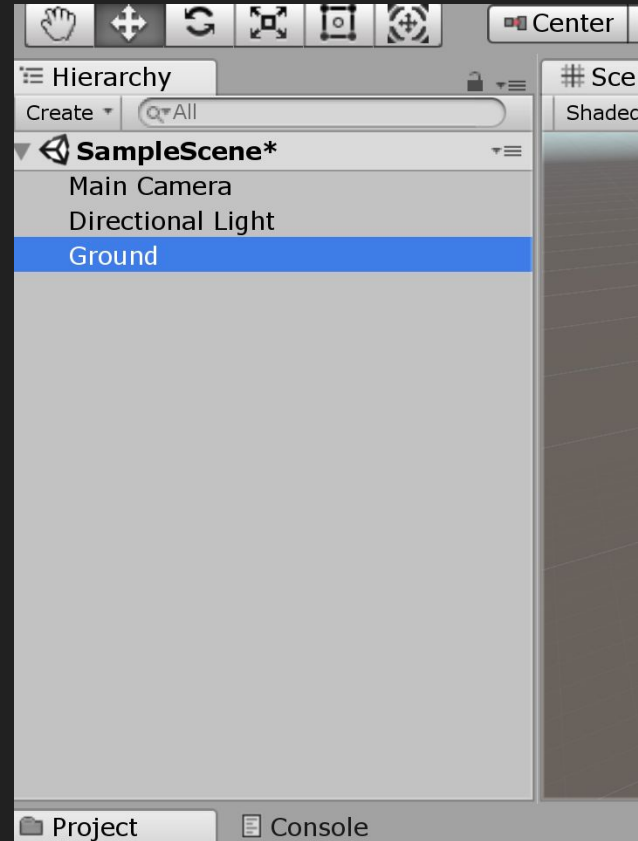 Center
Hierarchy
Sce
Create
All
Shaded
SampleScene*
Main Camera
Directional Light
Ground
Project
Console